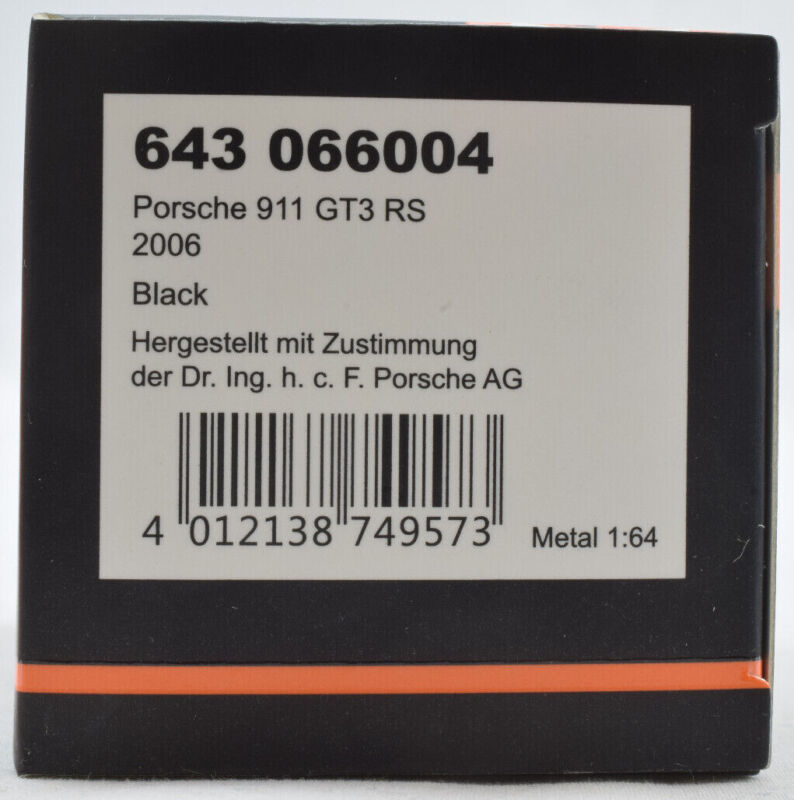 643 066004
Porsche 911 GT3 RS
2006
Black
Hergestellt mit Zustimmung
der Dr. Ing. h. c. F. Porsche AG
4 012138 749573
Metal 1:64